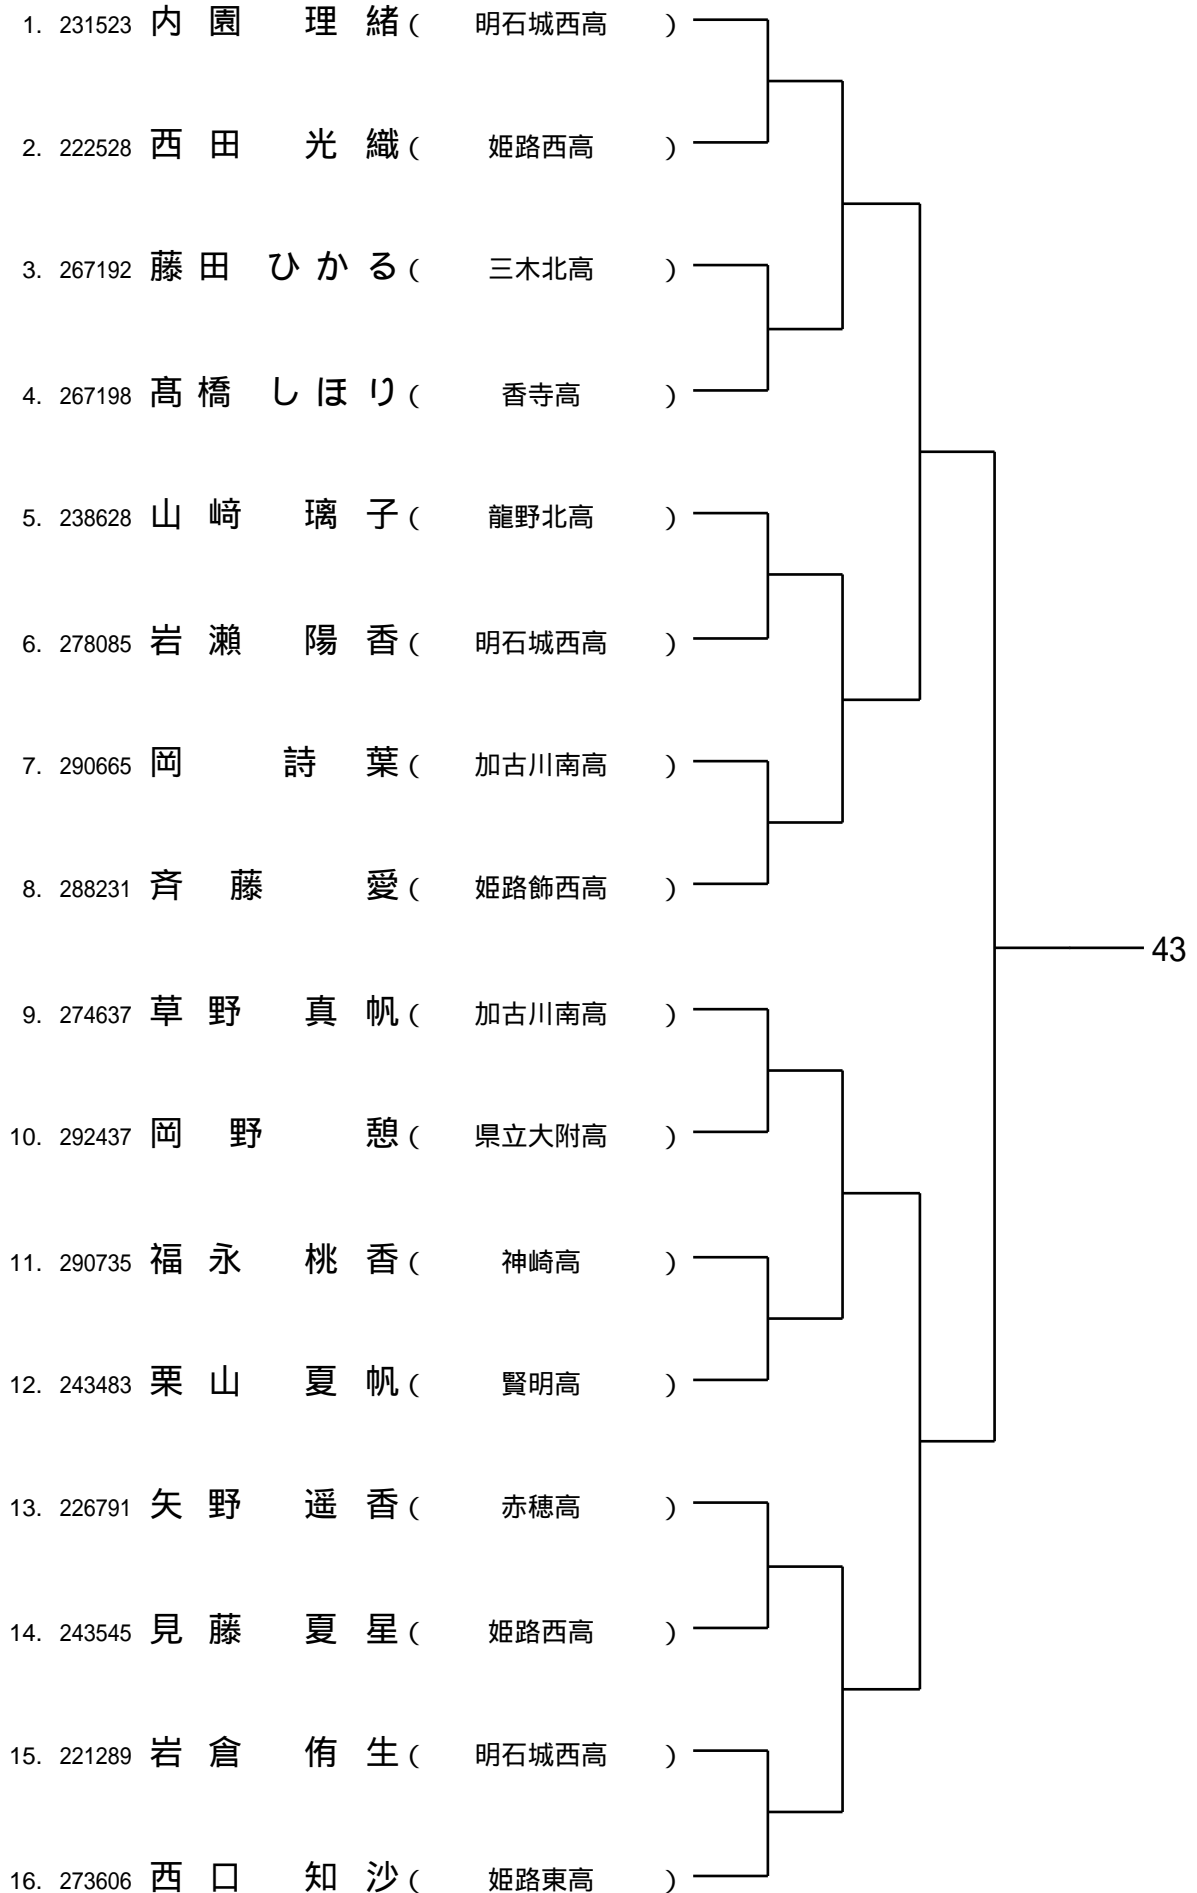 1. 231523 内 園 理 緒 ( 明石城西高 )
2. 222528 西 田 光 織 ( 姫路西高 )
3. 267192 藤 田 ひ か る ( 三木北高 )
4. 267198 髙 橋 し ほ り ( 香寺高 )
5. 238628 山 﨑 璃 子 ( 龍野北高 )
6. 278085 岩 瀨 陽 香 ( 明石城西高 )
7. 290665 岡 詩 葉 ( 加古川南高 )
8. 288231 斉 藤 愛 ( 姫路飾西高 )
43
9. 274637 草 野 真 帆 ( 加古川南高 )
10. 292437 岡 野 憩 ( 県立大附高 )
11. 290735 福 永 桃 香 ( 神崎高 )
12. 243483 栗 山 夏 帆 ( 賢明高 )
13. 226791 矢 野 遥 香 ( 赤穂高 )
14. 243545 見 藤 夏 星 ( 姫路西高 )
15. 221289 岩 倉 侑 生 ( 明石城西高 )
16. 273606 西 口 知 沙 ( 姫路東高 )